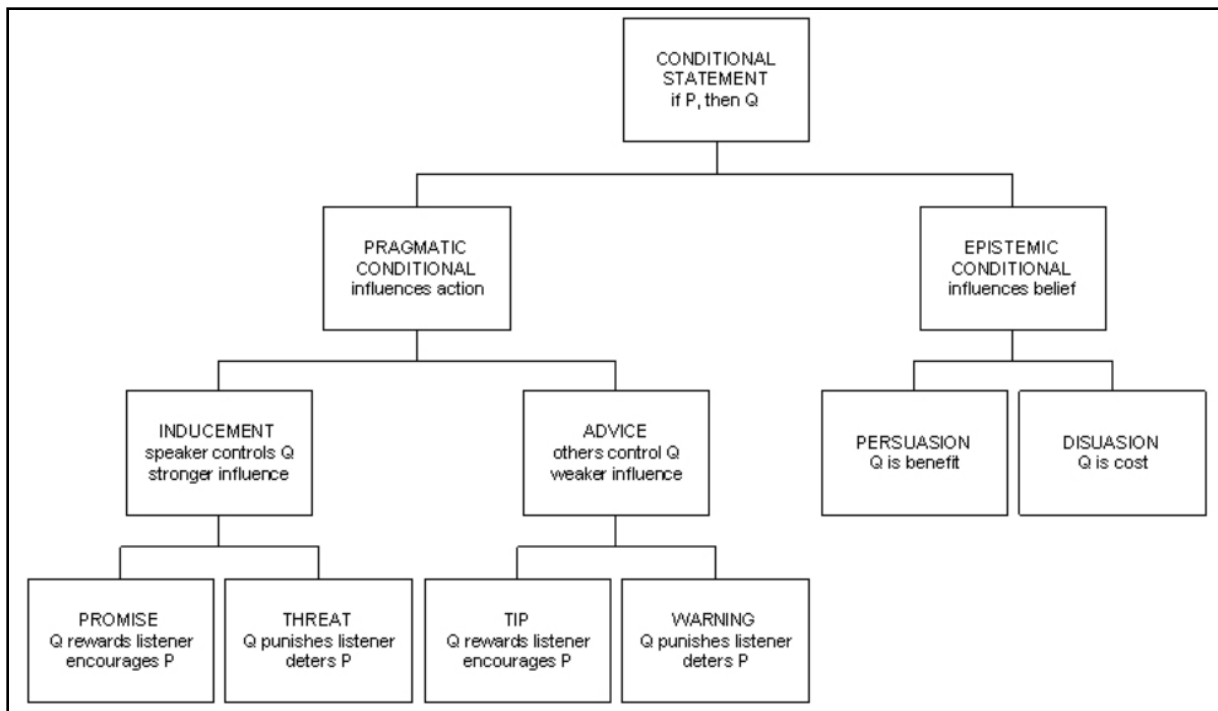 CONDITIONAL
STATEMENT
if P, then Q
PRAGMATIC
CONDITIONAL
influences action
EPISTEMIC
CONDITIONAL
influences belief
INDUCEMENT
speaker controls Q
stronger influence
ADVICE
others control Q
weaker influence
PERSUASION
Q is benefit
DISUASION
Q is cost
PROMISE
Q rewards listener
encourages P
THREAT
Q punishes listener
deters P
TIP
Q rewards listener
encourages P
WARNING
Q punishes listener
deters P